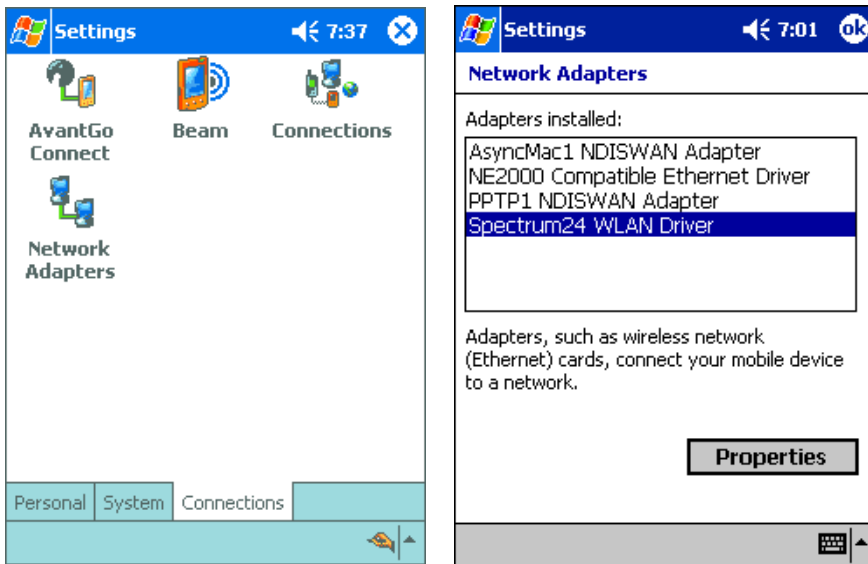 Settings 7:37
AvantGo
Connect
Beam
Connections
Network
Adapters
Personal System Connections
Settings 7:01 ok
Network Adapters
Adapters installed:
AsyncMac1 NDISWAN Adapter
NE2000 Compatible Ethernet Driver
PPTP1 NDISWAN Adapter
Spectrum24 WLAN Driver
Adapters, such as wireless network
(Ethernet) cards, connect your mobile device
to a network.
Properties